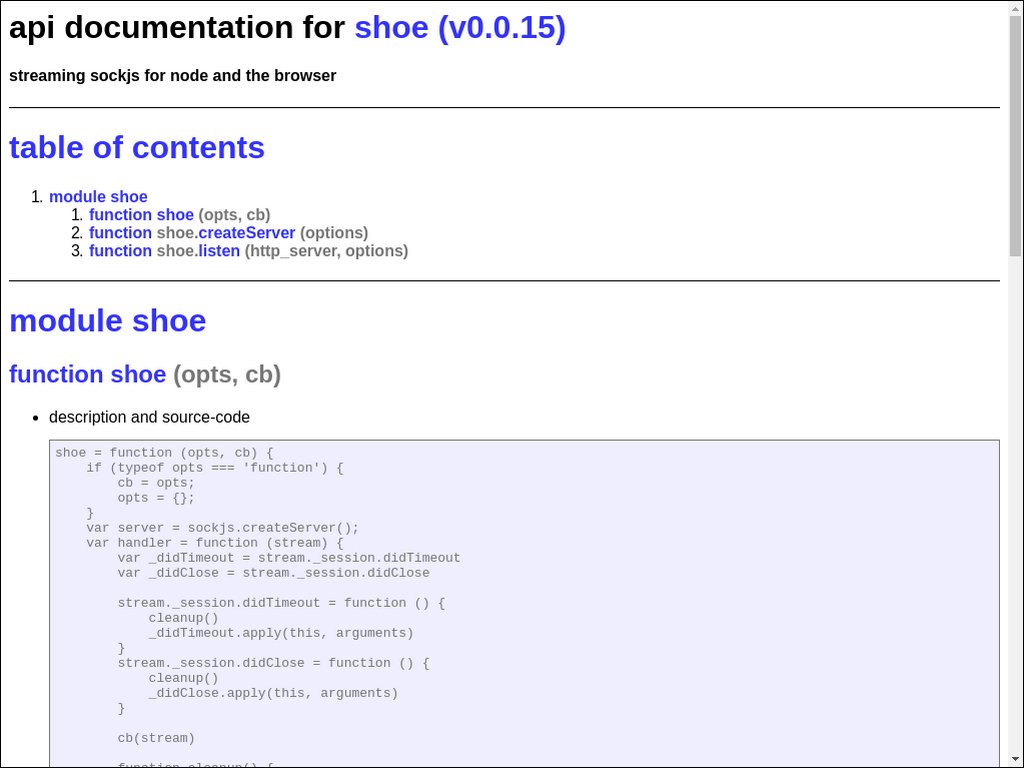 api documentation for shoe (v0.0.15)
streaming sockjs for node and the browser
table of contents
1. module shoe
1. function shoe (opts, cb)
2. function shoe.createServer (options)
3. function shoe.listen (http_server, options)
module shoe
function shoe (opts, cb)
• description and source-code
shoe = function (opts, cb) {
    if (typeof opts === 'function') {
        cb = opts;
        opts = {};
    }
    var server = sockjs.createServer();
    var handler = function (stream) {
        var _didTimeout = stream._session.didTimeout
        var _didClose = stream._session.didClose

        stream._session.didTimeout = function () {
            cleanup()
            _didTimeout.apply(this, arguments)
        }
        stream._session.didClose = function () {
            cleanup()
            _didClose.apply(this, arguments)
        }

        cb(stream)

        function cleanup() {